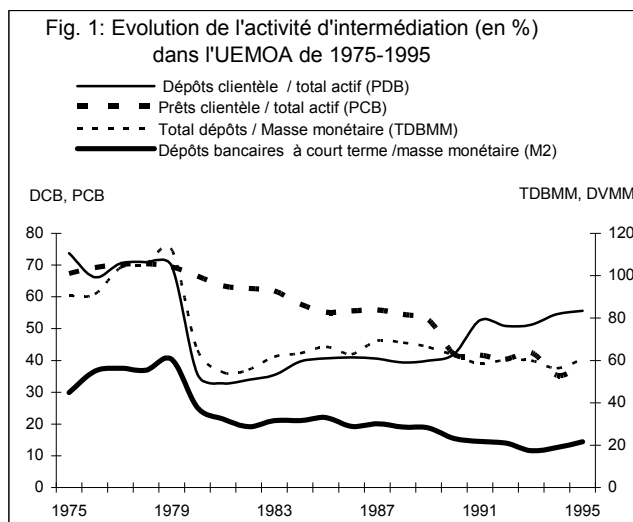 Fig. 1: Evolution de l'activité d'intermédiation (en %)
dans l'UEMOA de 1975-1995
Dépôts clientèle / total actif (PDB)
Prêts clientèle / total actif (PCB)
Total dépôts / Masse monétaire (TDBMM)
Dépôts bancaires à court terme /masse monétaire (M2)
DCB, PCB
TDBMM, DVMM
80
70
60
50
40
30
20
10
0
120
100
80
60
40
20
0
1975 1979 1983 1987 1991 1995